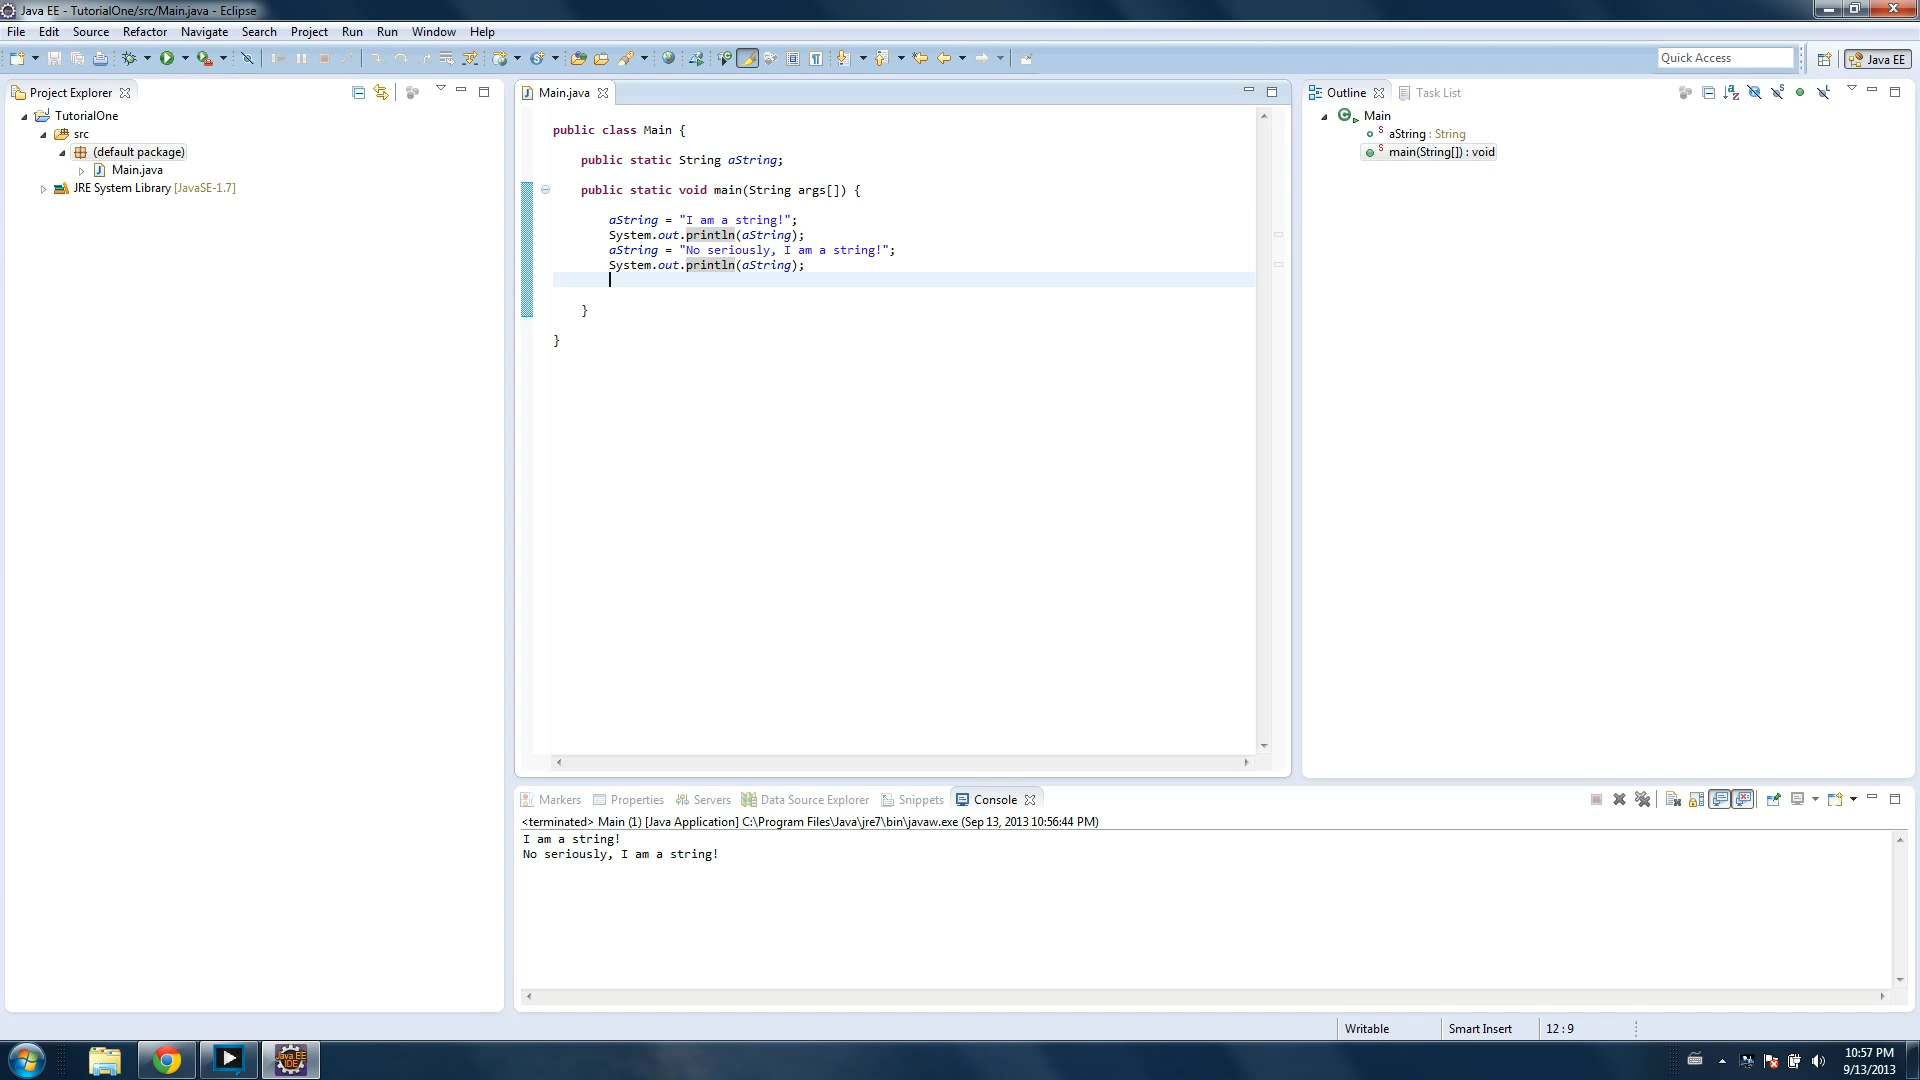 Java EE - TutorialOne/src/Main.java - Eclipse
File Edit Source Refactor Navigate Search Project Run Run Window Help
Quick Access
Java EE
Project Explorer
TutorialOne
src
(default package)
Main.java
JRE System Library [JavaSE-1.7]
Main.java
public class Main {
public static String aString;
public static void main(String args[]) {
aString = "I am a string!";
System.out.println(aString);
aString = "No seriously, I am a string!";
System.out.println(aString);
}
}
Outline Task List
Main
aString : String
main(String[]) : void
Markers Properties Servers Data Source Explorer Snippets Console
<terminated> Main (1) [Java Application] C:\Program Files\Java\jre7\bin\javaw.exe (Sep 13, 2013 10:56:44 PM)
I am a string!
No seriously, I am a string!
Writable Smart Insert 12 : 9
Java EE
IDE
10:57 PM
9/13/2013